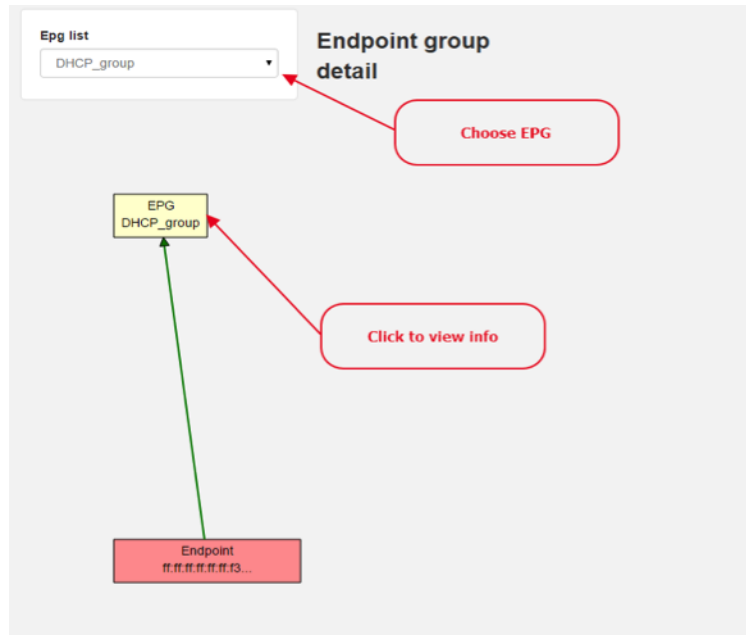 Epg list
DHCP_group
Endpoint group
detail
Choose EPG
EPG
DHCP_group
Click to view info
Endpoint
ff:ff:ff:ff:ff:ff:f3...